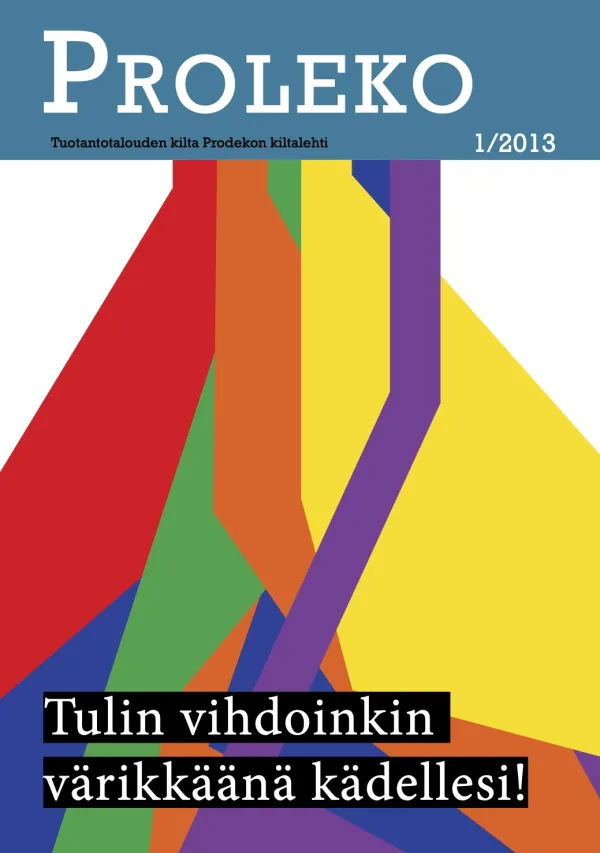 PROLEKO
Tuotantotalouden kilta Prodekon kiltalehti
1/2013
Tulin vihdoinkin
värikkäänä kädellesi!